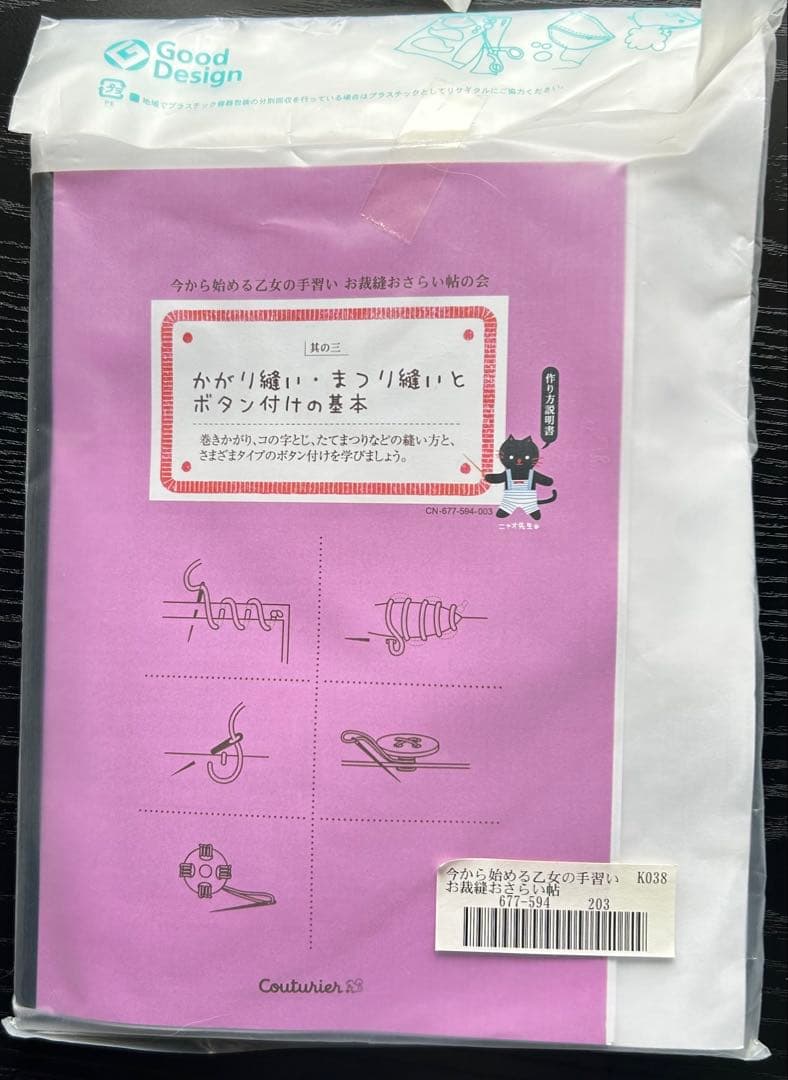 Good
Design
プラ
PE
■地域でプラスチック容器包装の分別回収を行っている場合はプラスチックとしてリサイクルにご協力ください。
今から始める乙女の手習い お裁縫おさらい帖の会
其の三
かがり縫い・まつり縫いと
ボタン付けの基本
巻きかがり、コの字とじ、たてまつりなどの縫い方と、
さまざまタイプのボタン付けを学びましょう。
作り方説明書
CN-677-594-003
ニャオ先生
今から始める乙女の手習い K038
お裁縫おさらい帖
677-594 203
Couturier